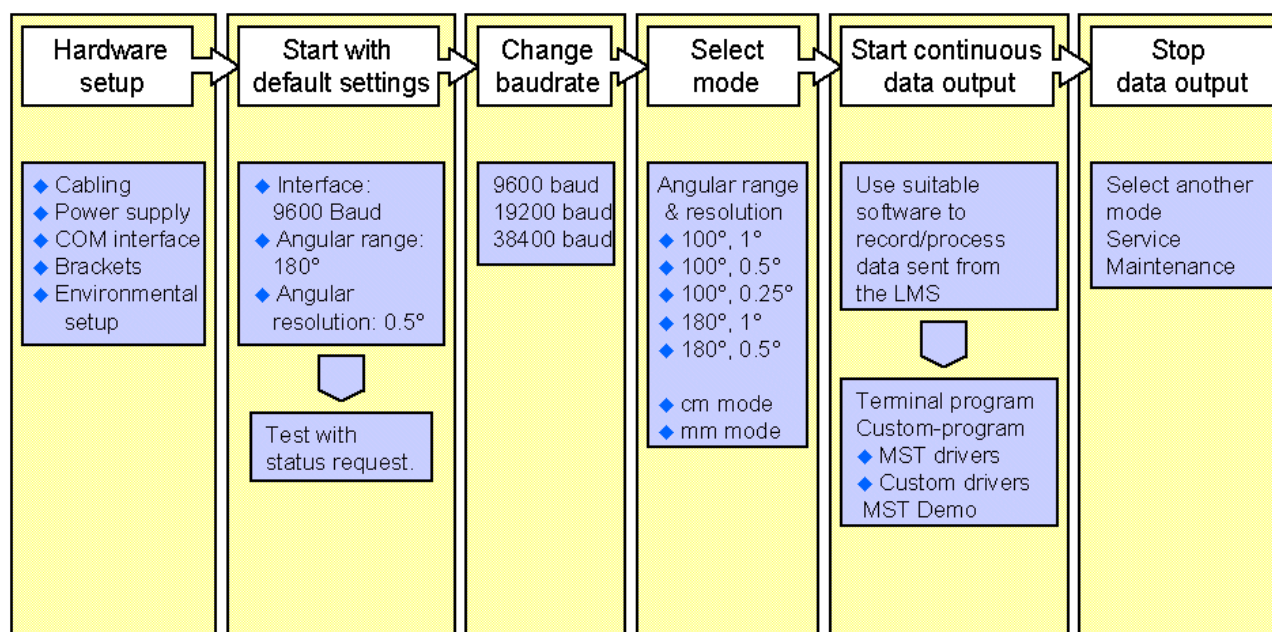 Hardware
setup
Start with
default settings
Change
baudrate
Select
mode
Start continuous
data output
Stop
data output
Cabling
Power supply
COM interface
Brackets
Environmental
setup
Interface:
9600 Baud
Angular range:
180°
Angular
resolution: 0.5°
Test with
status request.
9600 baud
19200 baud
38400 baud
Angular range
& resolution
100°, 1°
100°, 0.5°
100°, 0.25°
180°, 1°
180°, 0.5°
cm mode
mm mode
Use suitable
software to
record/process
data sent from
the LMS
Terminal program
Custom-program
MST drivers
Custom drivers
MST Demo
Select another
mode
Service
Maintenance